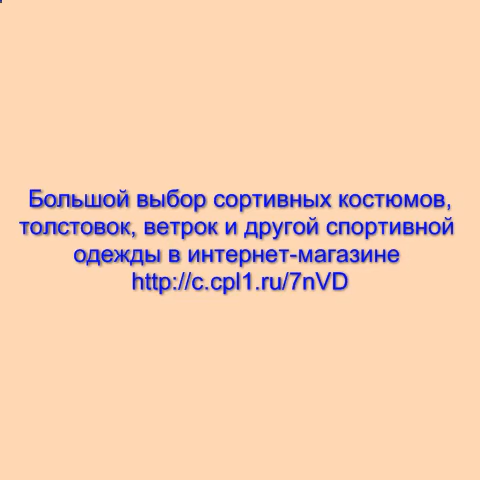 Большой выбор сортивных костюмов,
толстовок, ветрок и другой спортивной
одежды в интернет-магазине
http://c.cpl1.ru/7nVD